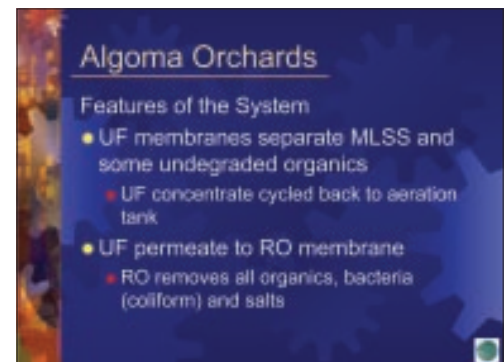 Algoma Orchards
Features of the System
● UF membranes separate MLSS and
some undegraded organics
■ UF concentrate cycled back to aeration
tank
● UF permeate to RO membrane
■ RO removes all organics, bacteria
(coliform) and salts